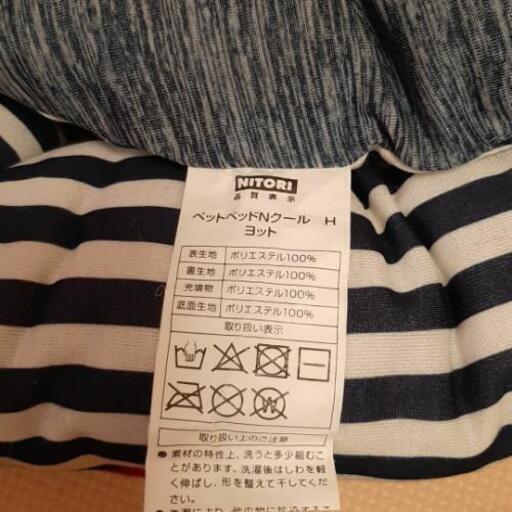 NITORI
品質表示
ペットベッドNクール H
ヨット
表生地 ポリエステル100%
裏生地 ポリエステル100%
充填物 ポリエステル100%
底面生地 ポリエステル100%
取り扱い表示
取り扱い上のご注意
● 素材の特性上、洗うと多少縮むこ
とがあります。洗濯後はしわを軽
く伸ばし、形を整えて干してくださ
い。